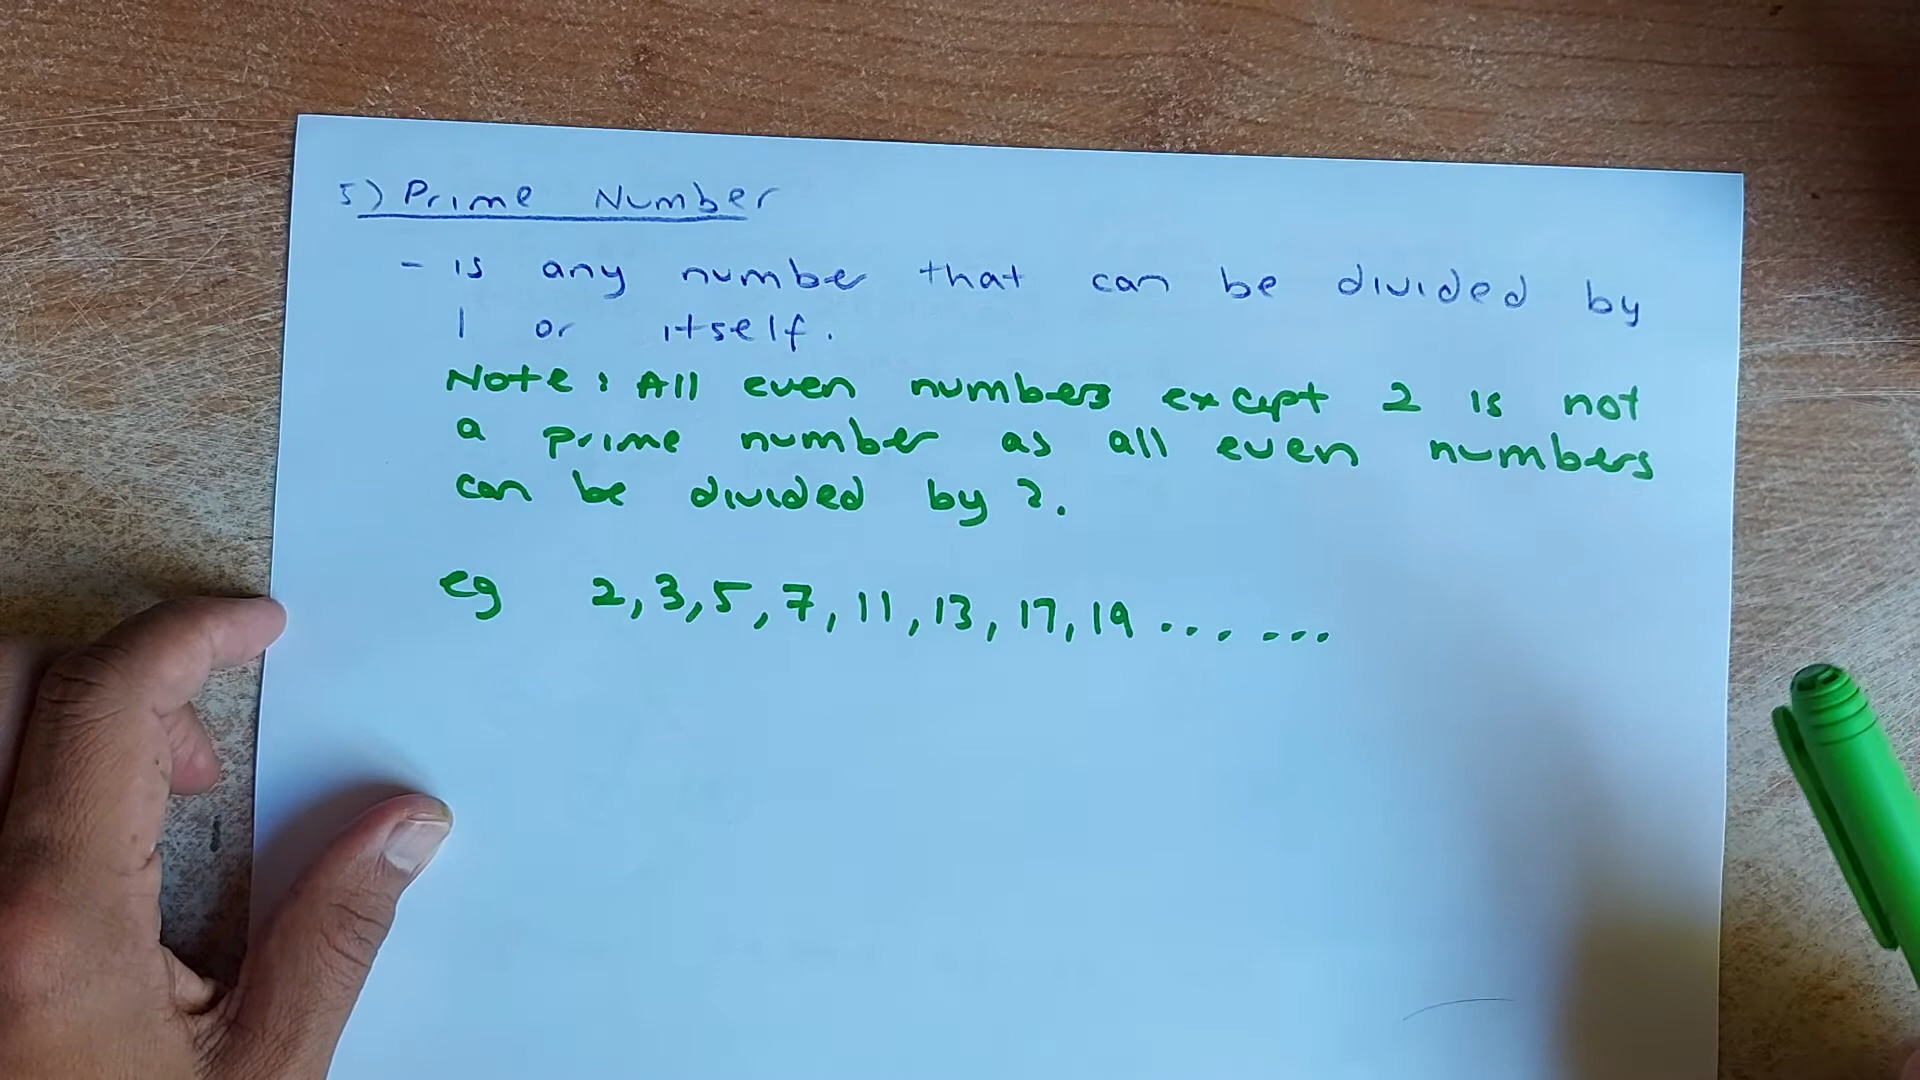 5) Prime Number
- is any number that can be divided by
1 or itself.
Note : All even numbers except 2 is not
a prime number as all even numbers
can be divided by 2.
eg 2, 3, 5, 7, 11, 13, 17, 19 ... ...